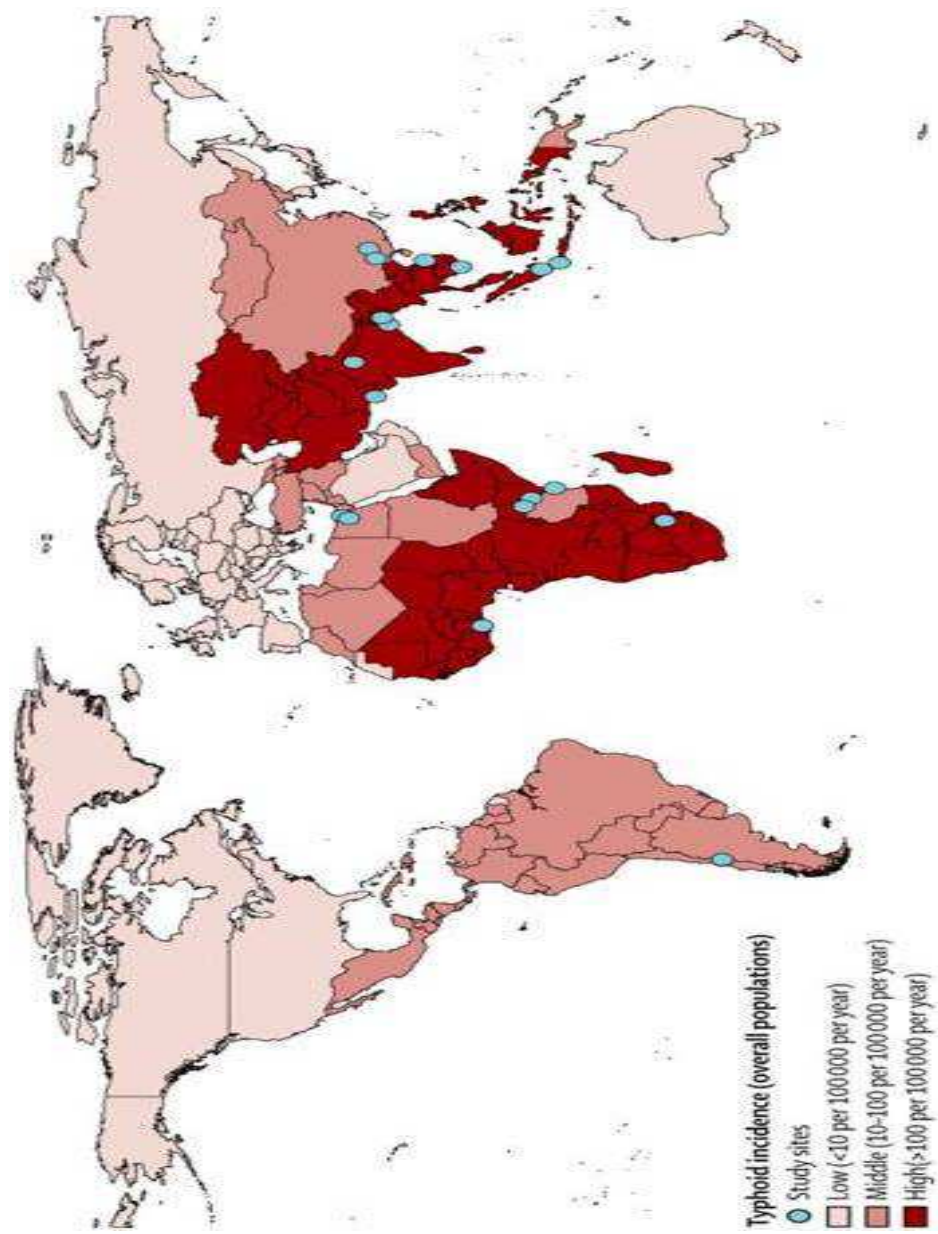 Typhoid incidence (overall populations)
Study sites
Low (<10 per 100 000 per year)
Middle (10–100 per 100 000 per year)
High (>100 per 100 000 per year)